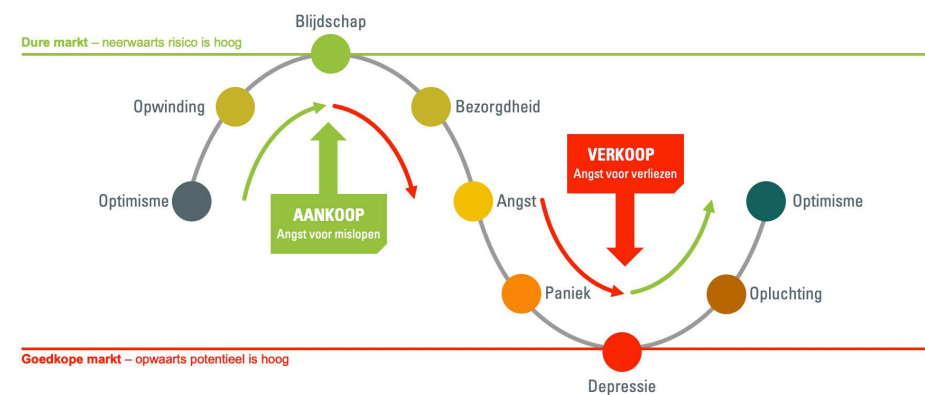 Blijdschap
Dure markt – neerwaarts risico is hoog
Opwinding
Bezorgdheid
VERKOOP
Angst voor verliezen
Optimisme
AANKOOP
Angst voor mislopen
Angst
Optimisme
Paniek
Opluchting
Goedkope markt – opwaarts potentieel is hoog
Depressie